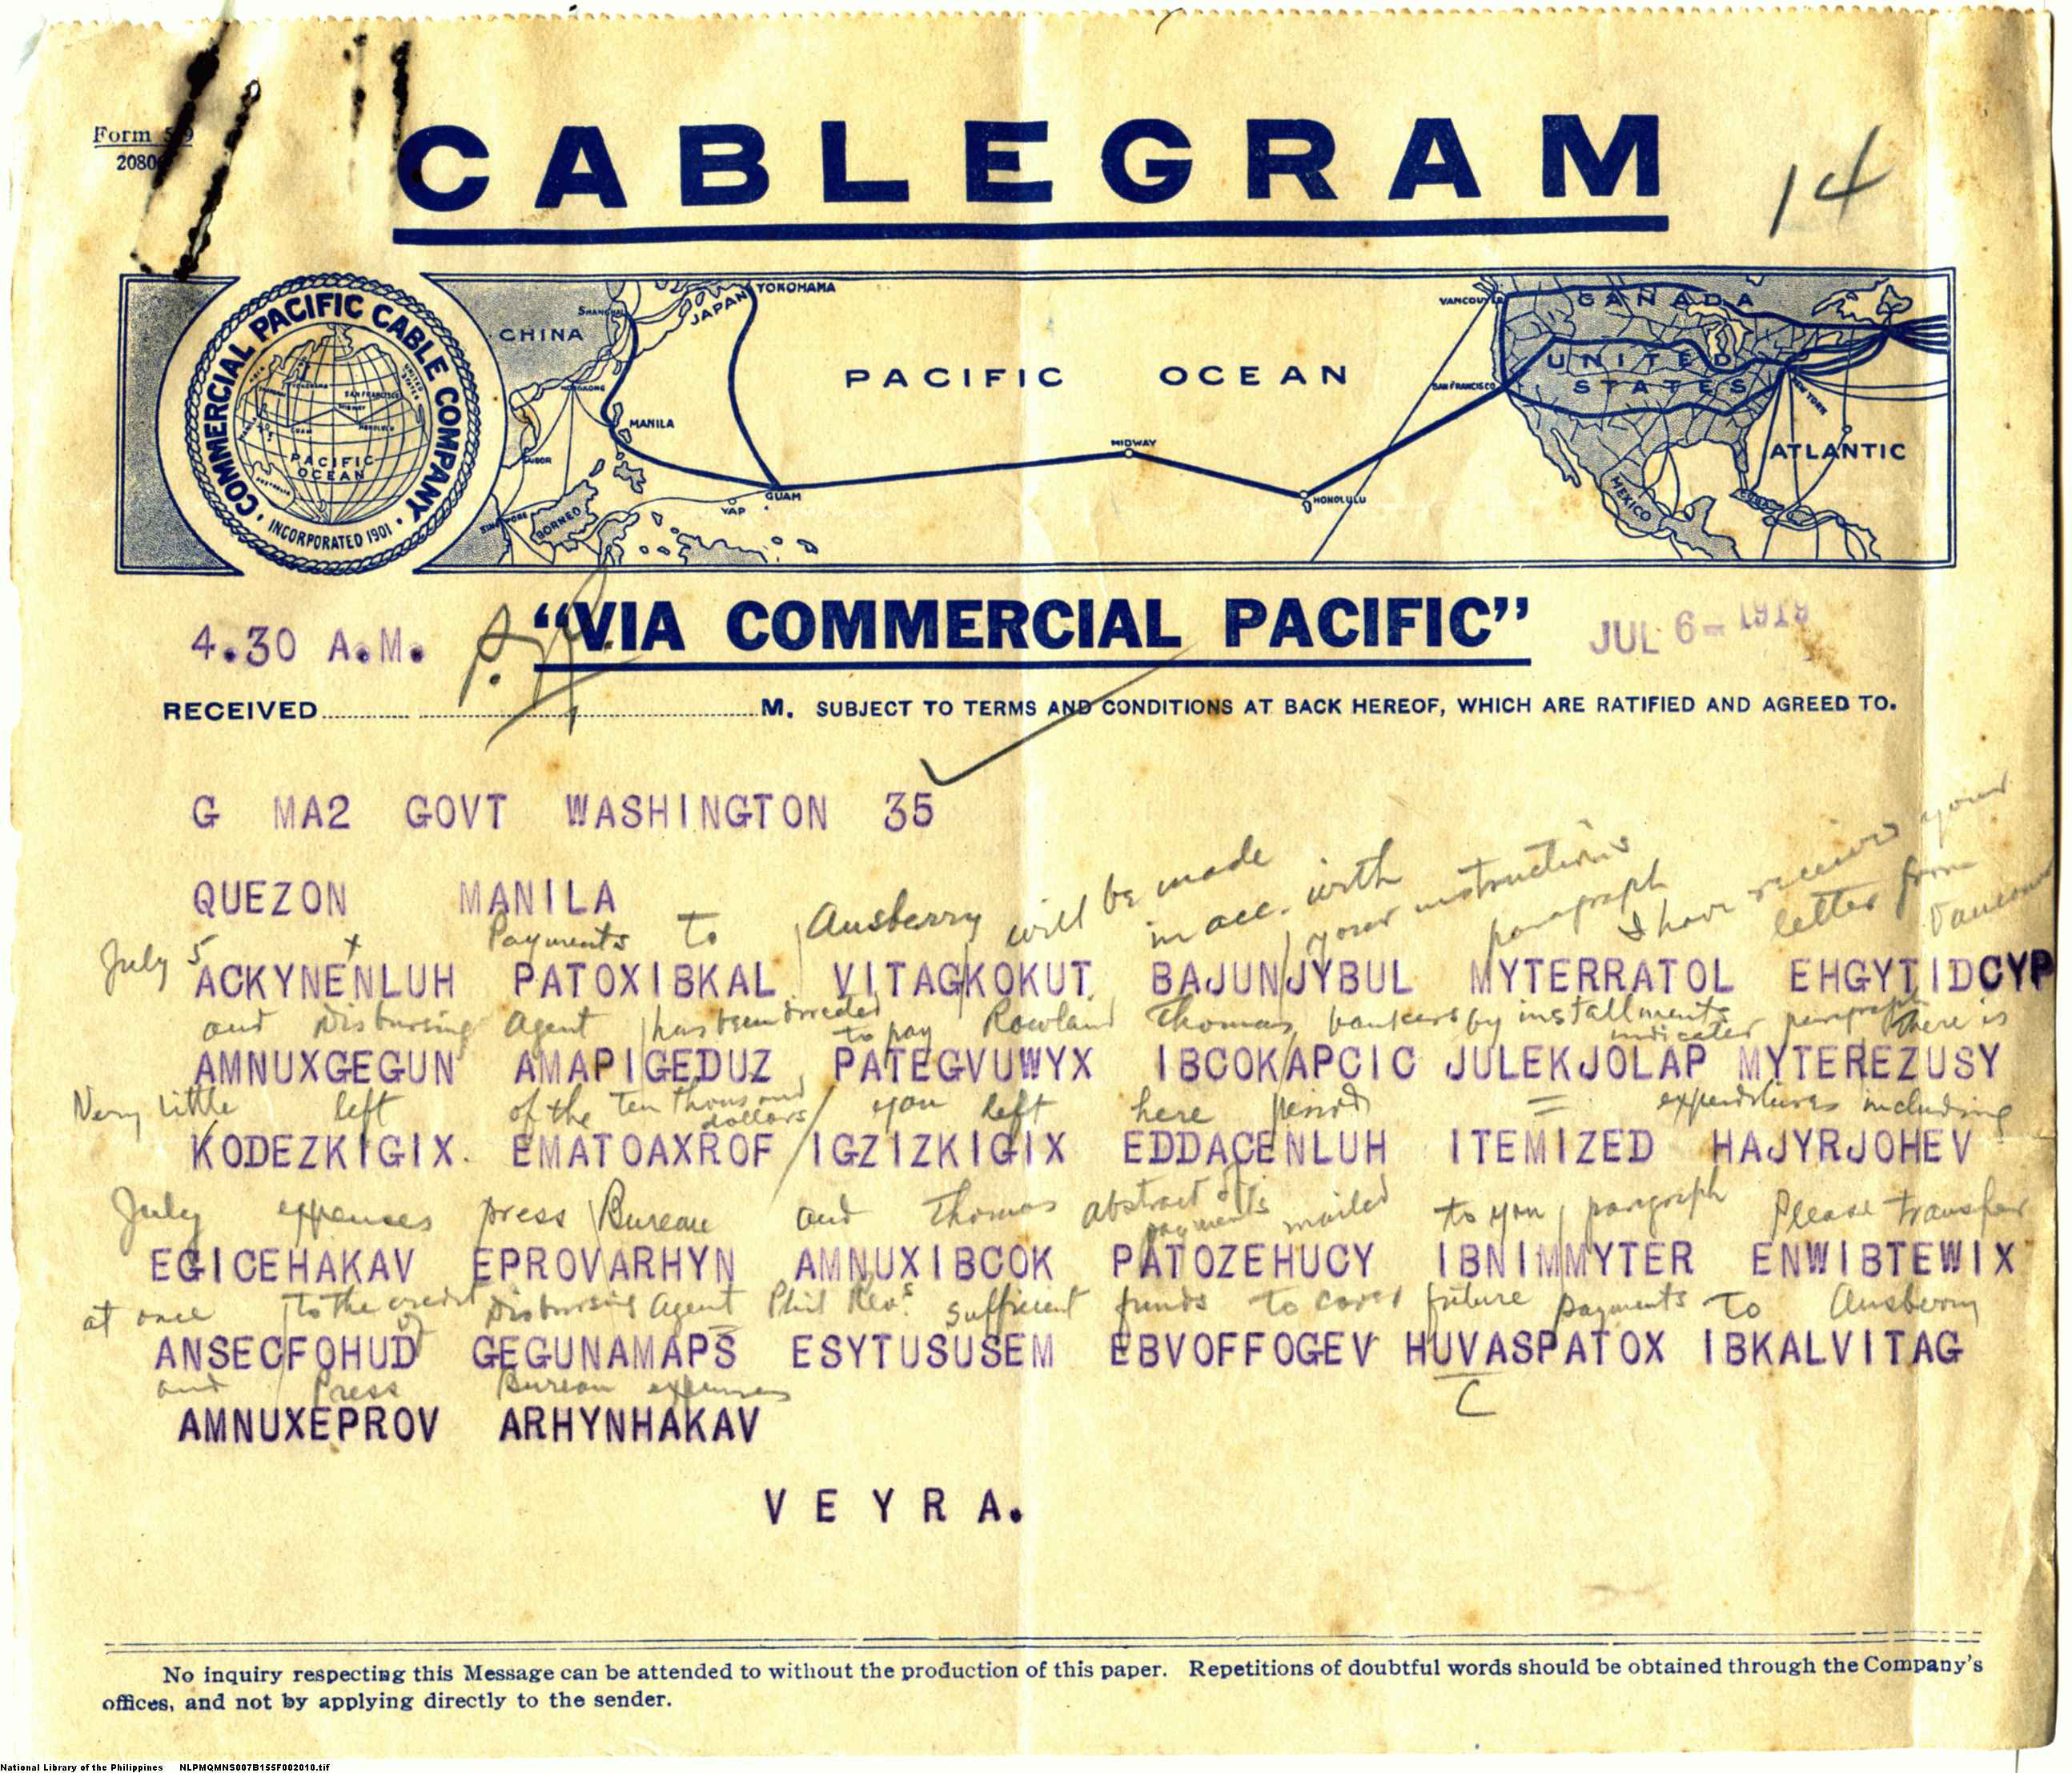 Form
2080
CABLEGRAM
14
COMMERCIAL PACIFIC CABLE COMPANY
INCORPORATED 1901
PACIFIC
OCEAN
CHINA
SHANGHAI
JAPAN
YOKOHAMA
HONGKONG
MANILA
BORNEO
YAP
GUAM
PACIFIC OCEAN
MIDWAY
HONOLULU
VANCOUVER
SAN FRANCISCO
CANADA
UNITED
STATES
NEW YORK
ATLANTIC
MEXICO
4.30 A.M.
"VIA COMMERCIAL PACIFIC"
JUL 6- 1919
RECEIVED M. SUBJECT TO TERMS AND CONDITIONS AT BACK HEREOF, WHICH ARE RATIFIED AND AGREED TO.
G MA2 GOVT WASHINGTON 35
QUEZON MANILA
July 5 Payments to Ausberry will be made in acc. with your instructions paragraph I have received your letter from
ACKYNENLUH PATOXIBKAL VITAGKOKUT BAJUNJYBUL MYTERRATOL EHGYTIDCYP
and Disbursing Agent has been directed to pay Rowland Thomas, bankers by installments indicated paragraph there is
AMNUXGEGUN AMAPIGEDUZ PATEGVUWYX IBCOKAPCIC JULEKJOLAP MYTEREZUSY
Very little left of the ten thousand dollars you left here period = expenditures including
KODEZKIGIX. EMATOAXROF IGZIZKIGIX EDDACENLUH ITEMIZED HAJYRJOHEV
July expenses press Bureau and Thomas abstract of payments mailed to you paragraph Please transfer
EGICEHAKAV EPROVARHYN AMNUXIBCOK PATOZEHUCY IBNIMMYTER ENWIBTEWIX
at once to the credit of Disbursing Agent Phil Revs sufficient funds to cover future payments to Ausberry
ANSECFOHUD GEGUNAMAPS ESYTUSUSEM EBVOFFOGEV HUVASPATOX IBKALVITAG
and Press Bureau expenses
C
AMNUXEPROV ARHYNHAKAV
VEYRA.
No inquiry respecting this Message can be attended to without the production of this paper. Repetitions of doubtful words should be obtained through the Company's
offices, and not by applying directly to the sender.
National Library of the Philippines NLPMQMNS007B155F002010.tif